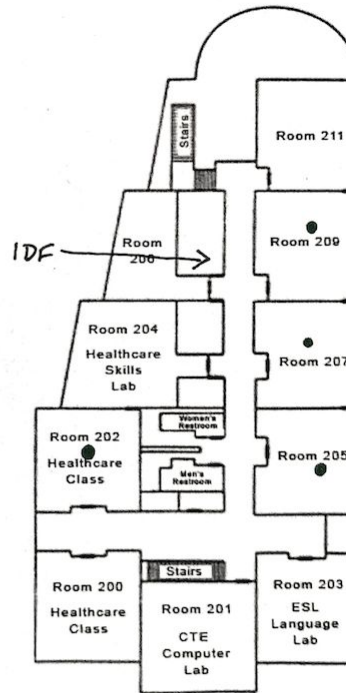 Stairs
Room 211
Room 209
IDF
Room
206
Room 204
Healthcare
Skills
Lab
Room 207
Women's
Restroom
Room 202
Healthcare
Class
Room 205
Men's
Restroom
Stairs
Room 200
Healthcare
Class
Room 201
CTE
Computer
Lab
Room 203
ESL
Language
Lab